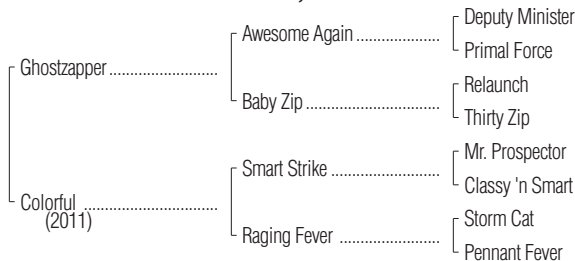 Deputy Minister
Awesome Again ..................
Primal Force
Ghostzapper .......................
Relaunch
Baby Zip ..............................
Thirty Zip
Mr. Prospector
Smart Strike ........................
Classy 'n Smart
Colorful .............................
(2011)
Storm Cat
Raging Fever ......................
Pennant Fever